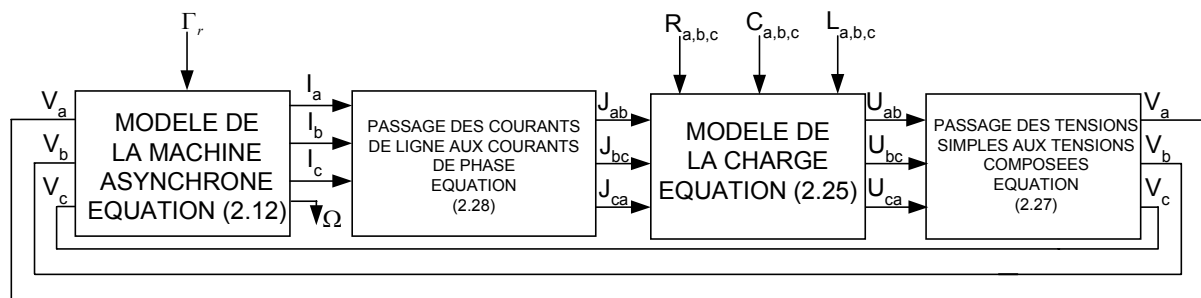 Γr
Ra,b,c
Ca,b,c
La,b,c
Va
Vb
Vc
MODELE DE
LA MACHINE
ASYNCHRONE
EQUATION (2.12)
Ia
Ib
Ic
Ω
PASSAGE DES COURANTS
DE LIGNE AUX COURANTS
DE PHASE
EQUATION
(2.28)
Jab
Jbc
Jca
MODELE DE
LA CHARGE
EQUATION (2.25)
Uab
Ubc
Uca
PASSAGE DES TENSIONS
SIMPLES AUX TENSIONS
COMPOSEES
EQUATION
(2.27)
Va
Vb
Vc